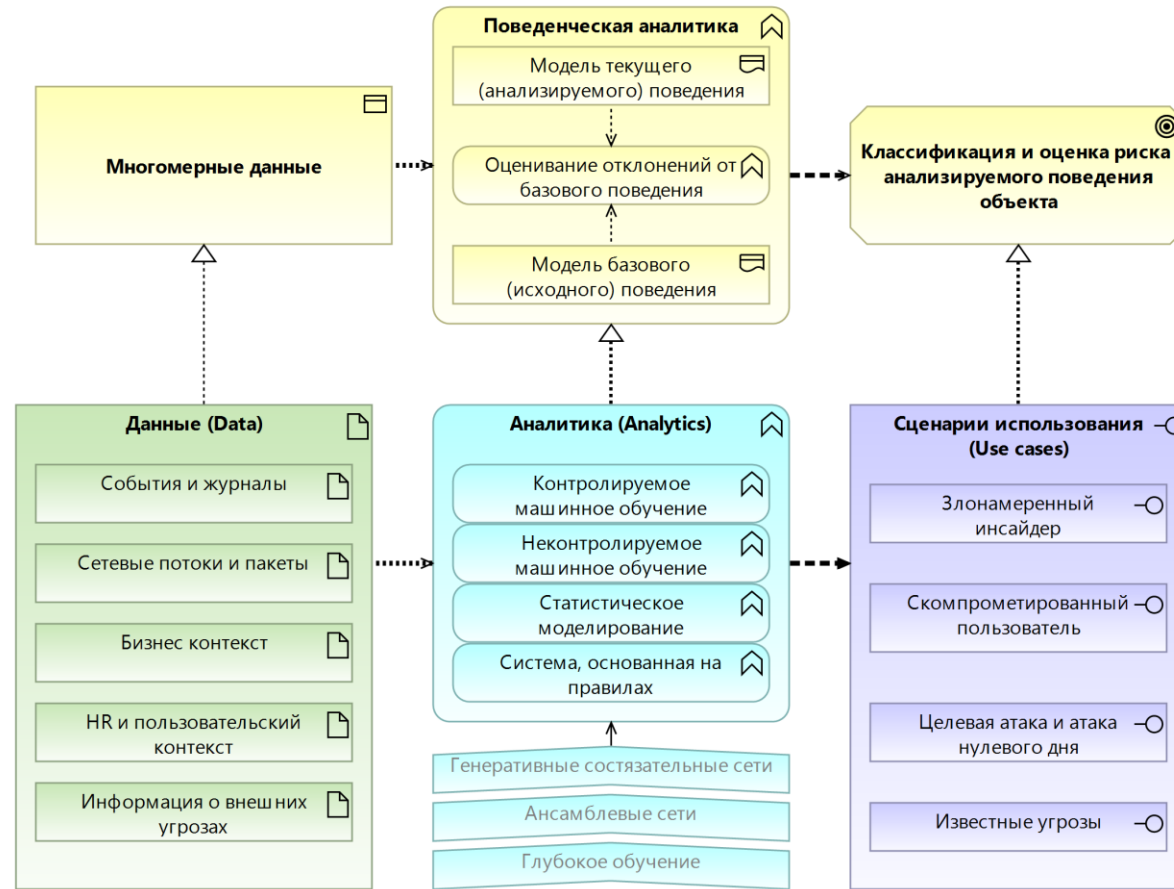 Поведенческая аналитика
Модель текущего
(анализируемого) поведения
Многомерные данные
Оценивание отклонений от
базового поведения
Классификация и оценка риска
анализируемого поведения
объекта
Модель базового
(исходного) поведения
Данные (Data)
События и журналы
Сетевые потоки и пакеты
Бизнес контекст
HR и пользовательский
контекст
Информация о внешних
угрозах
Аналитика (Analytics)
Контролируемое
машинное обучение
Неконтролируемое
машинное обучение
Статистическое
моделирование
Система, основанная на
правилах
Генеративные состязательные сети
Ансамблевые сети
Глубокое обучение
Сценарии использования
(Use cases)
Злонамеренный
инсайдер
Скомпрометированный
пользователь
Целевая атака и атака
нулевого дня
Известные угрозы